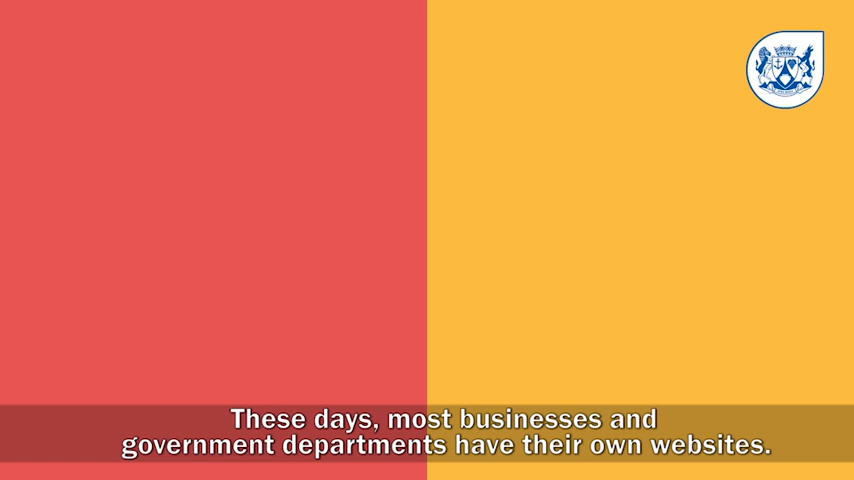 These days, most businesses and
government departments have their own websites.